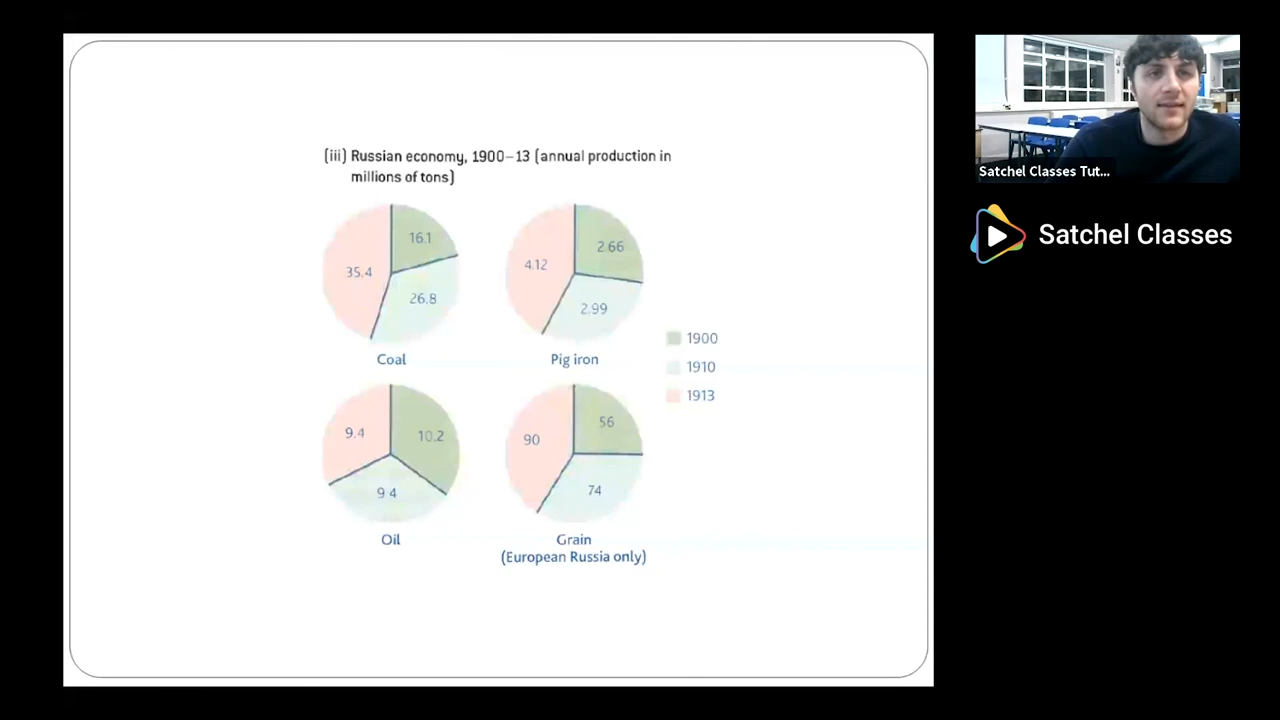 (iii) Russian economy, 1900–13 (annual production in
millions of tons)
16.1
35.4
26.8
Coal
2.66
4.12
2.99
Pig iron
1900
1910
1913
9.4
10.2
9 4
Oil
56
90
74
Grain
(European Russia only)
Satchel Classes Tut...
Satchel Classes